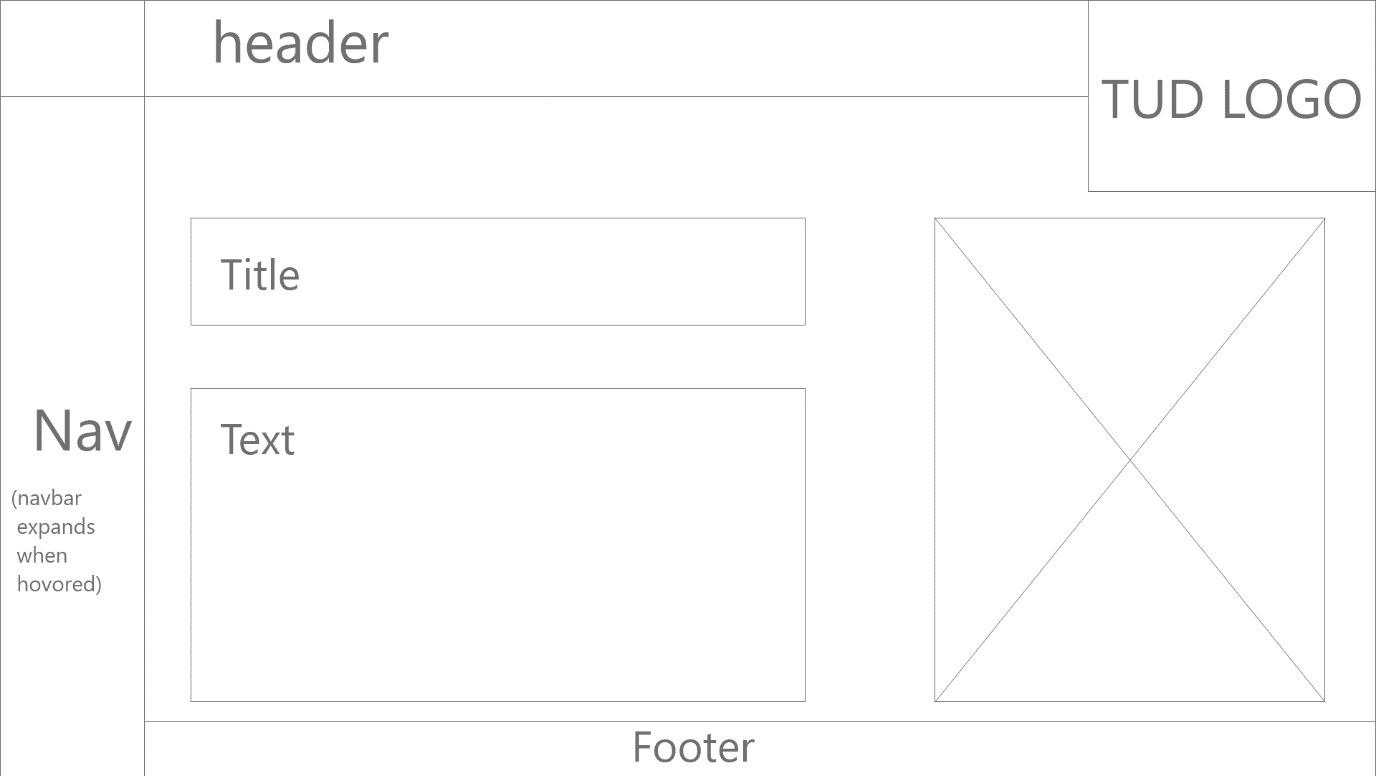 header
TUD LOGO
Title
Text
Nav
(navbar
expands
when
hovored)
Footer